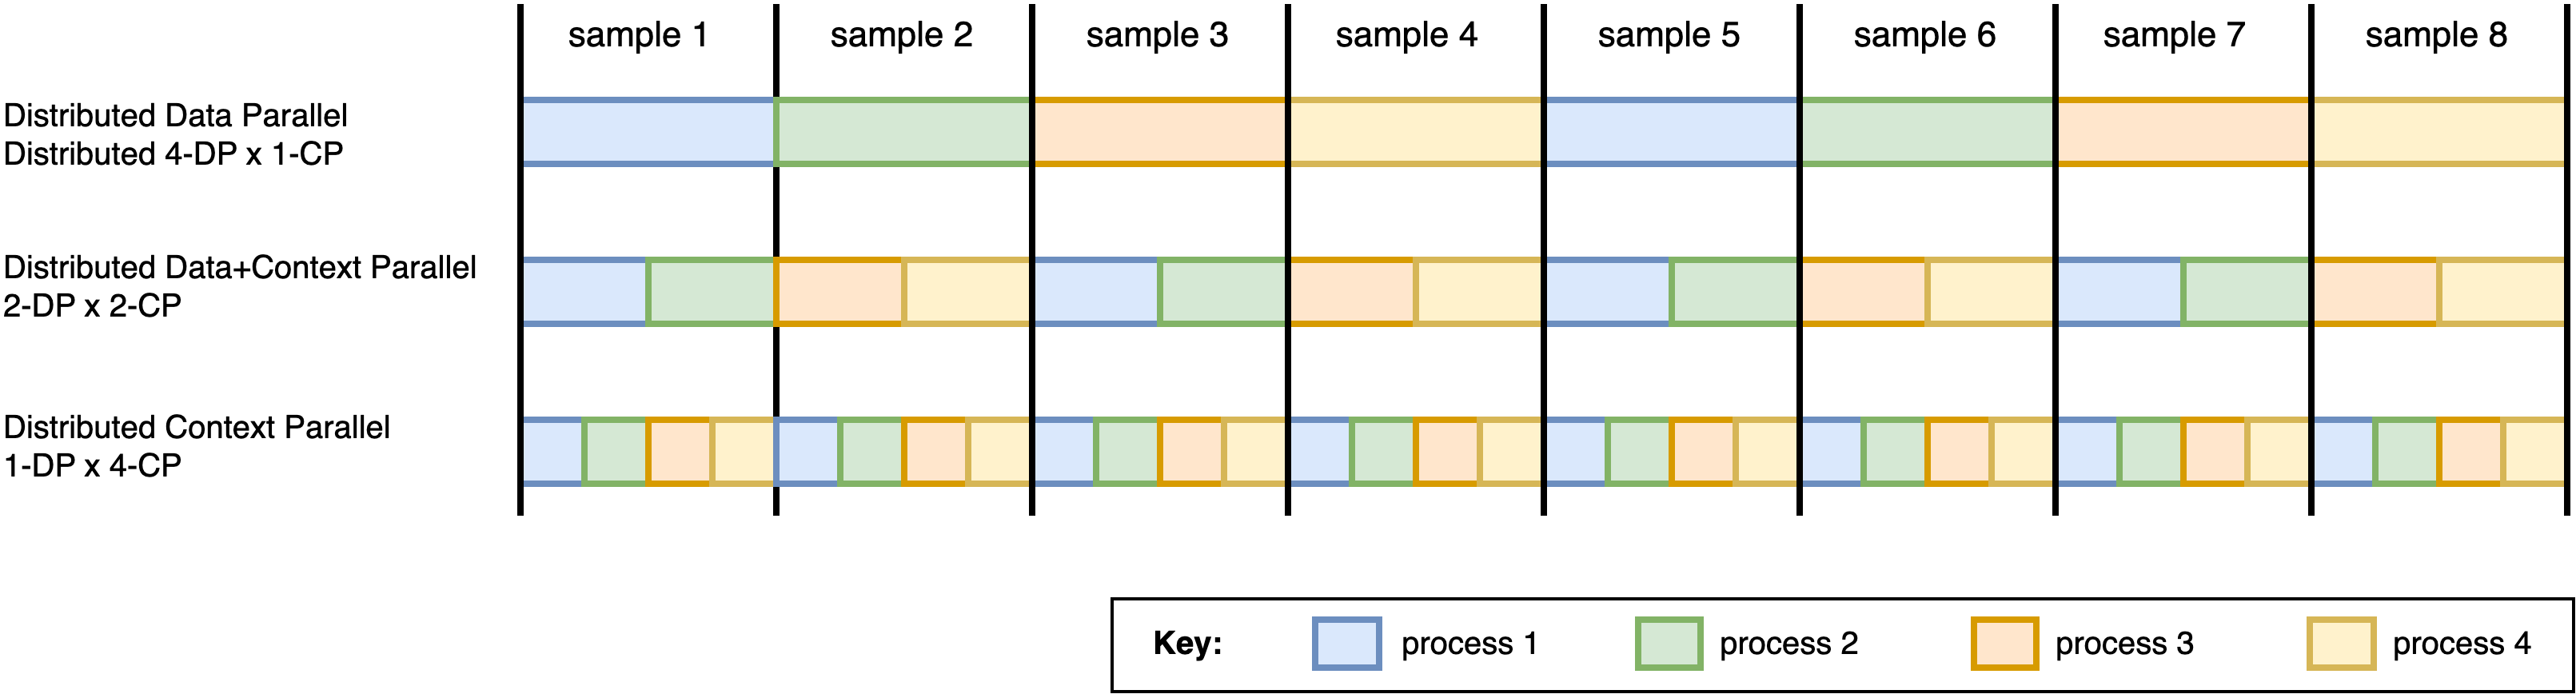 sample 1
sample 2
sample 3
sample 4
sample 5
sample 6
sample 7
sample 8
Distributed Data Parallel
Distributed 4-DP x 1-CP
Distributed Data+Context Parallel
2-DP x 2-CP
Distributed Context Parallel
1-DP x 4-CP
Key:
process 1
process 2
process 3
process 4